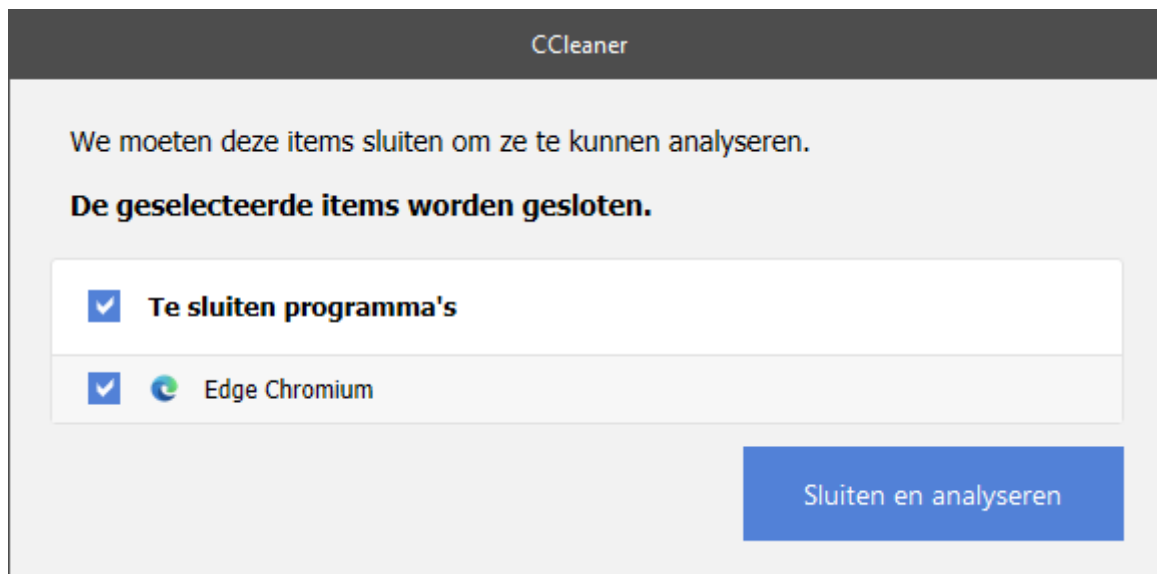 CCleaner
We moeten deze items sluiten om ze te kunnen analyseren.
De geselecteerde items worden gesloten.
Te sluiten programma's
Edge Chromium
Sluiten en analyseren